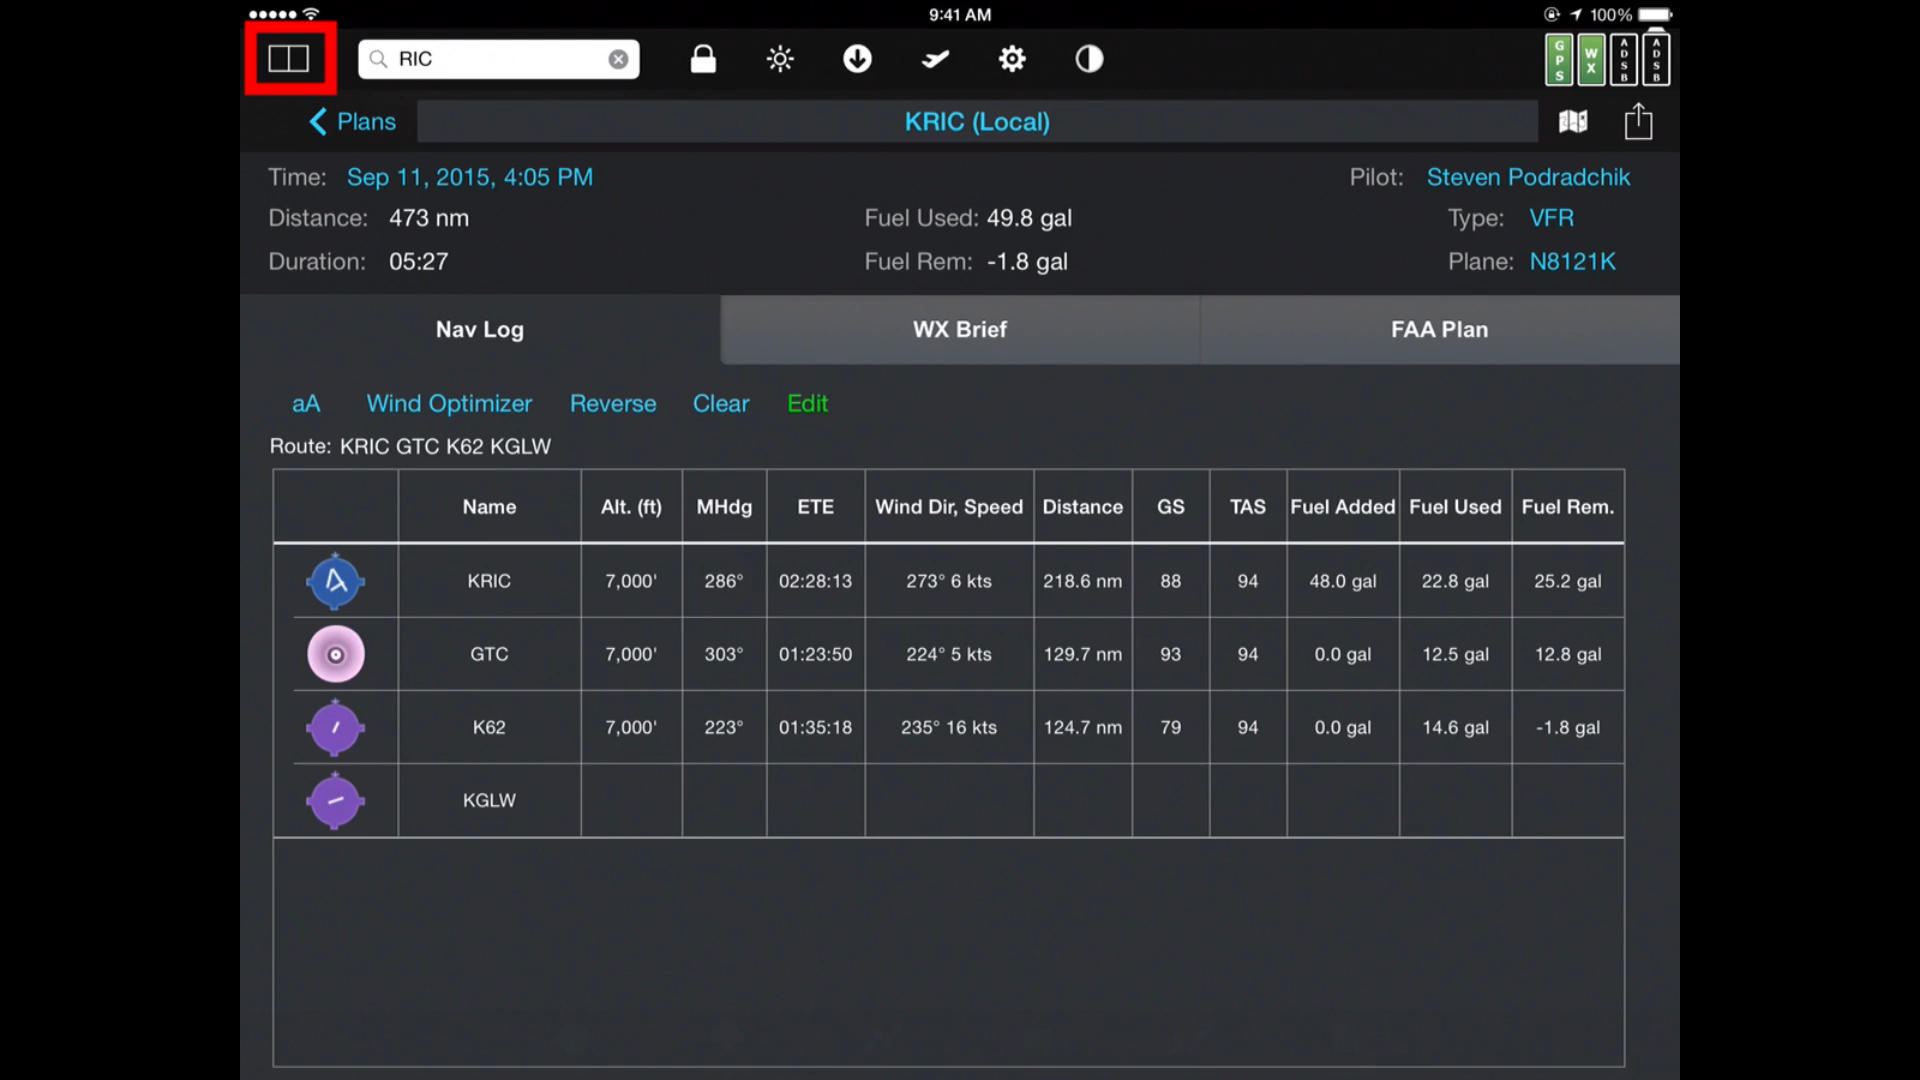 9:41 AM
100%
RIC
GPS
WX
ADSB
ADSB
Plans
KRIC (Local)
Time: Sep 11, 2015, 4:05 PM
Pilot: Steven Podradchik
Distance: 473 nm
Fuel Used: 49.8 gal
Type: VFR
Duration: 05:27
Fuel Rem: -1.8 gal
Plane: N8121K
Nav Log
WX Brief
FAA Plan
aA Wind Optimizer Reverse Clear Edit
Route: KRIC GTC K62 KGLW
Name Alt. (ft) MHdg ETE Wind Dir, Speed Distance GS TAS Fuel Added Fuel Used Fuel Rem.
KRIC 7,000' 286° 02:28:13 273° 6 kts 218.6 nm 88 94 48.0 gal 22.8 gal 25.2 gal
GTC 7,000' 303° 01:23:50 224° 5 kts 129.7 nm 93 94 0.0 gal 12.5 gal 12.8 gal
K62 7,000' 223° 01:35:18 235° 16 kts 124.7 nm 79 94 0.0 gal 14.6 gal -1.8 gal
KGLW